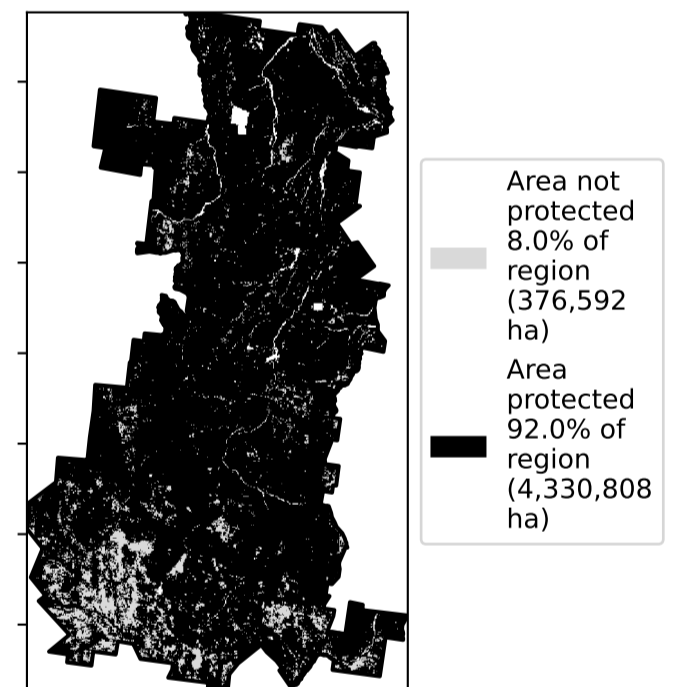 Area not
protected
8.0% of
region
(376,592
ha)
Area
protected
92.0% of
region
(4,330,808
ha)